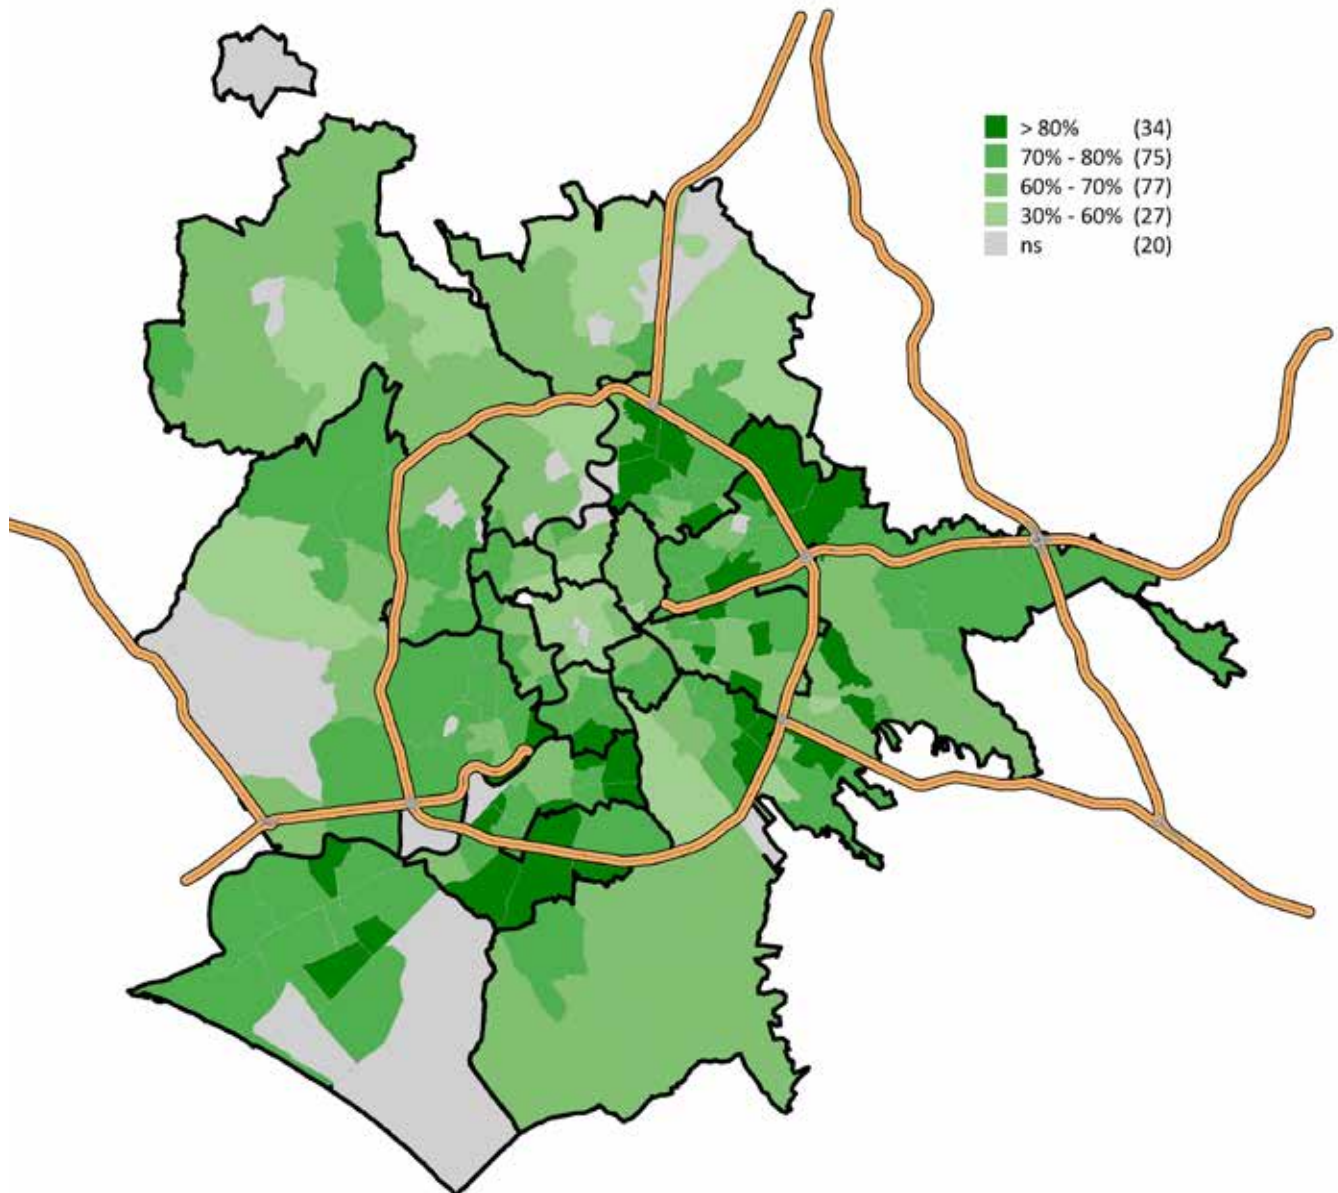 > 80% (34)
70% - 80% (75)
60% - 70% (77)
30% - 60% (27)
ns (20)